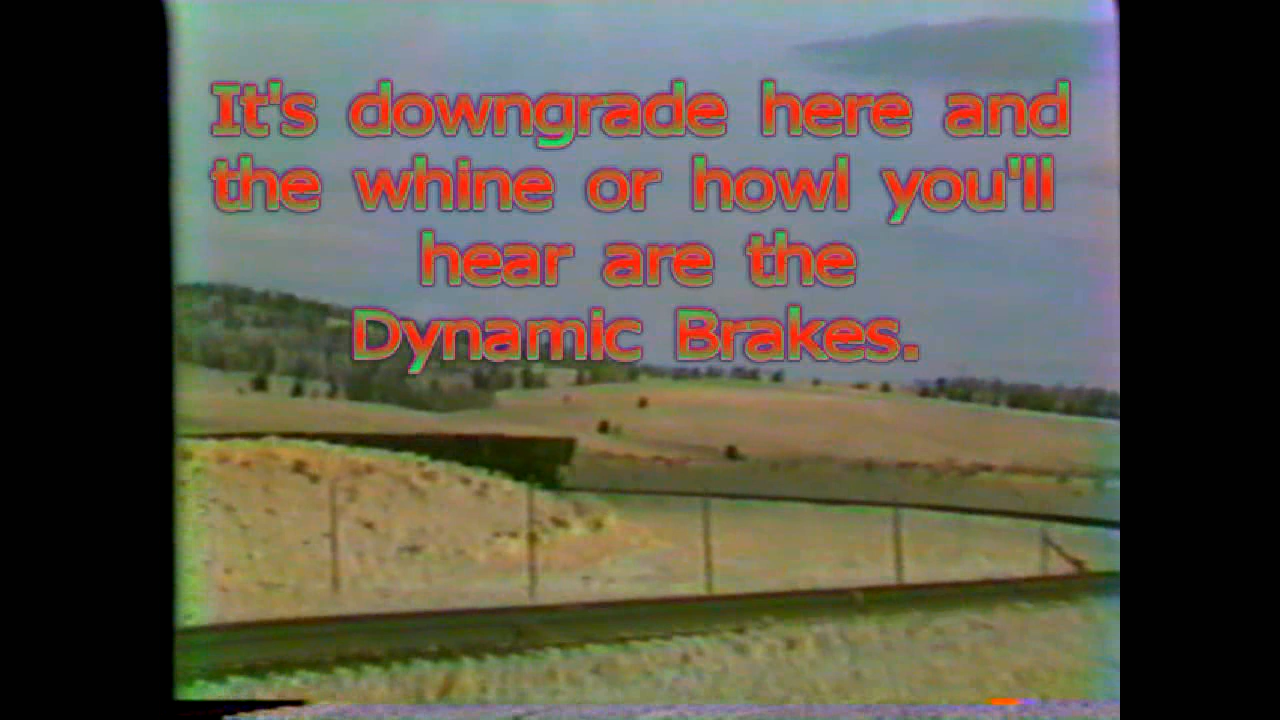 It's downgrade here and
the whine or howl you'll
hear are the
Dynamic Brakes.